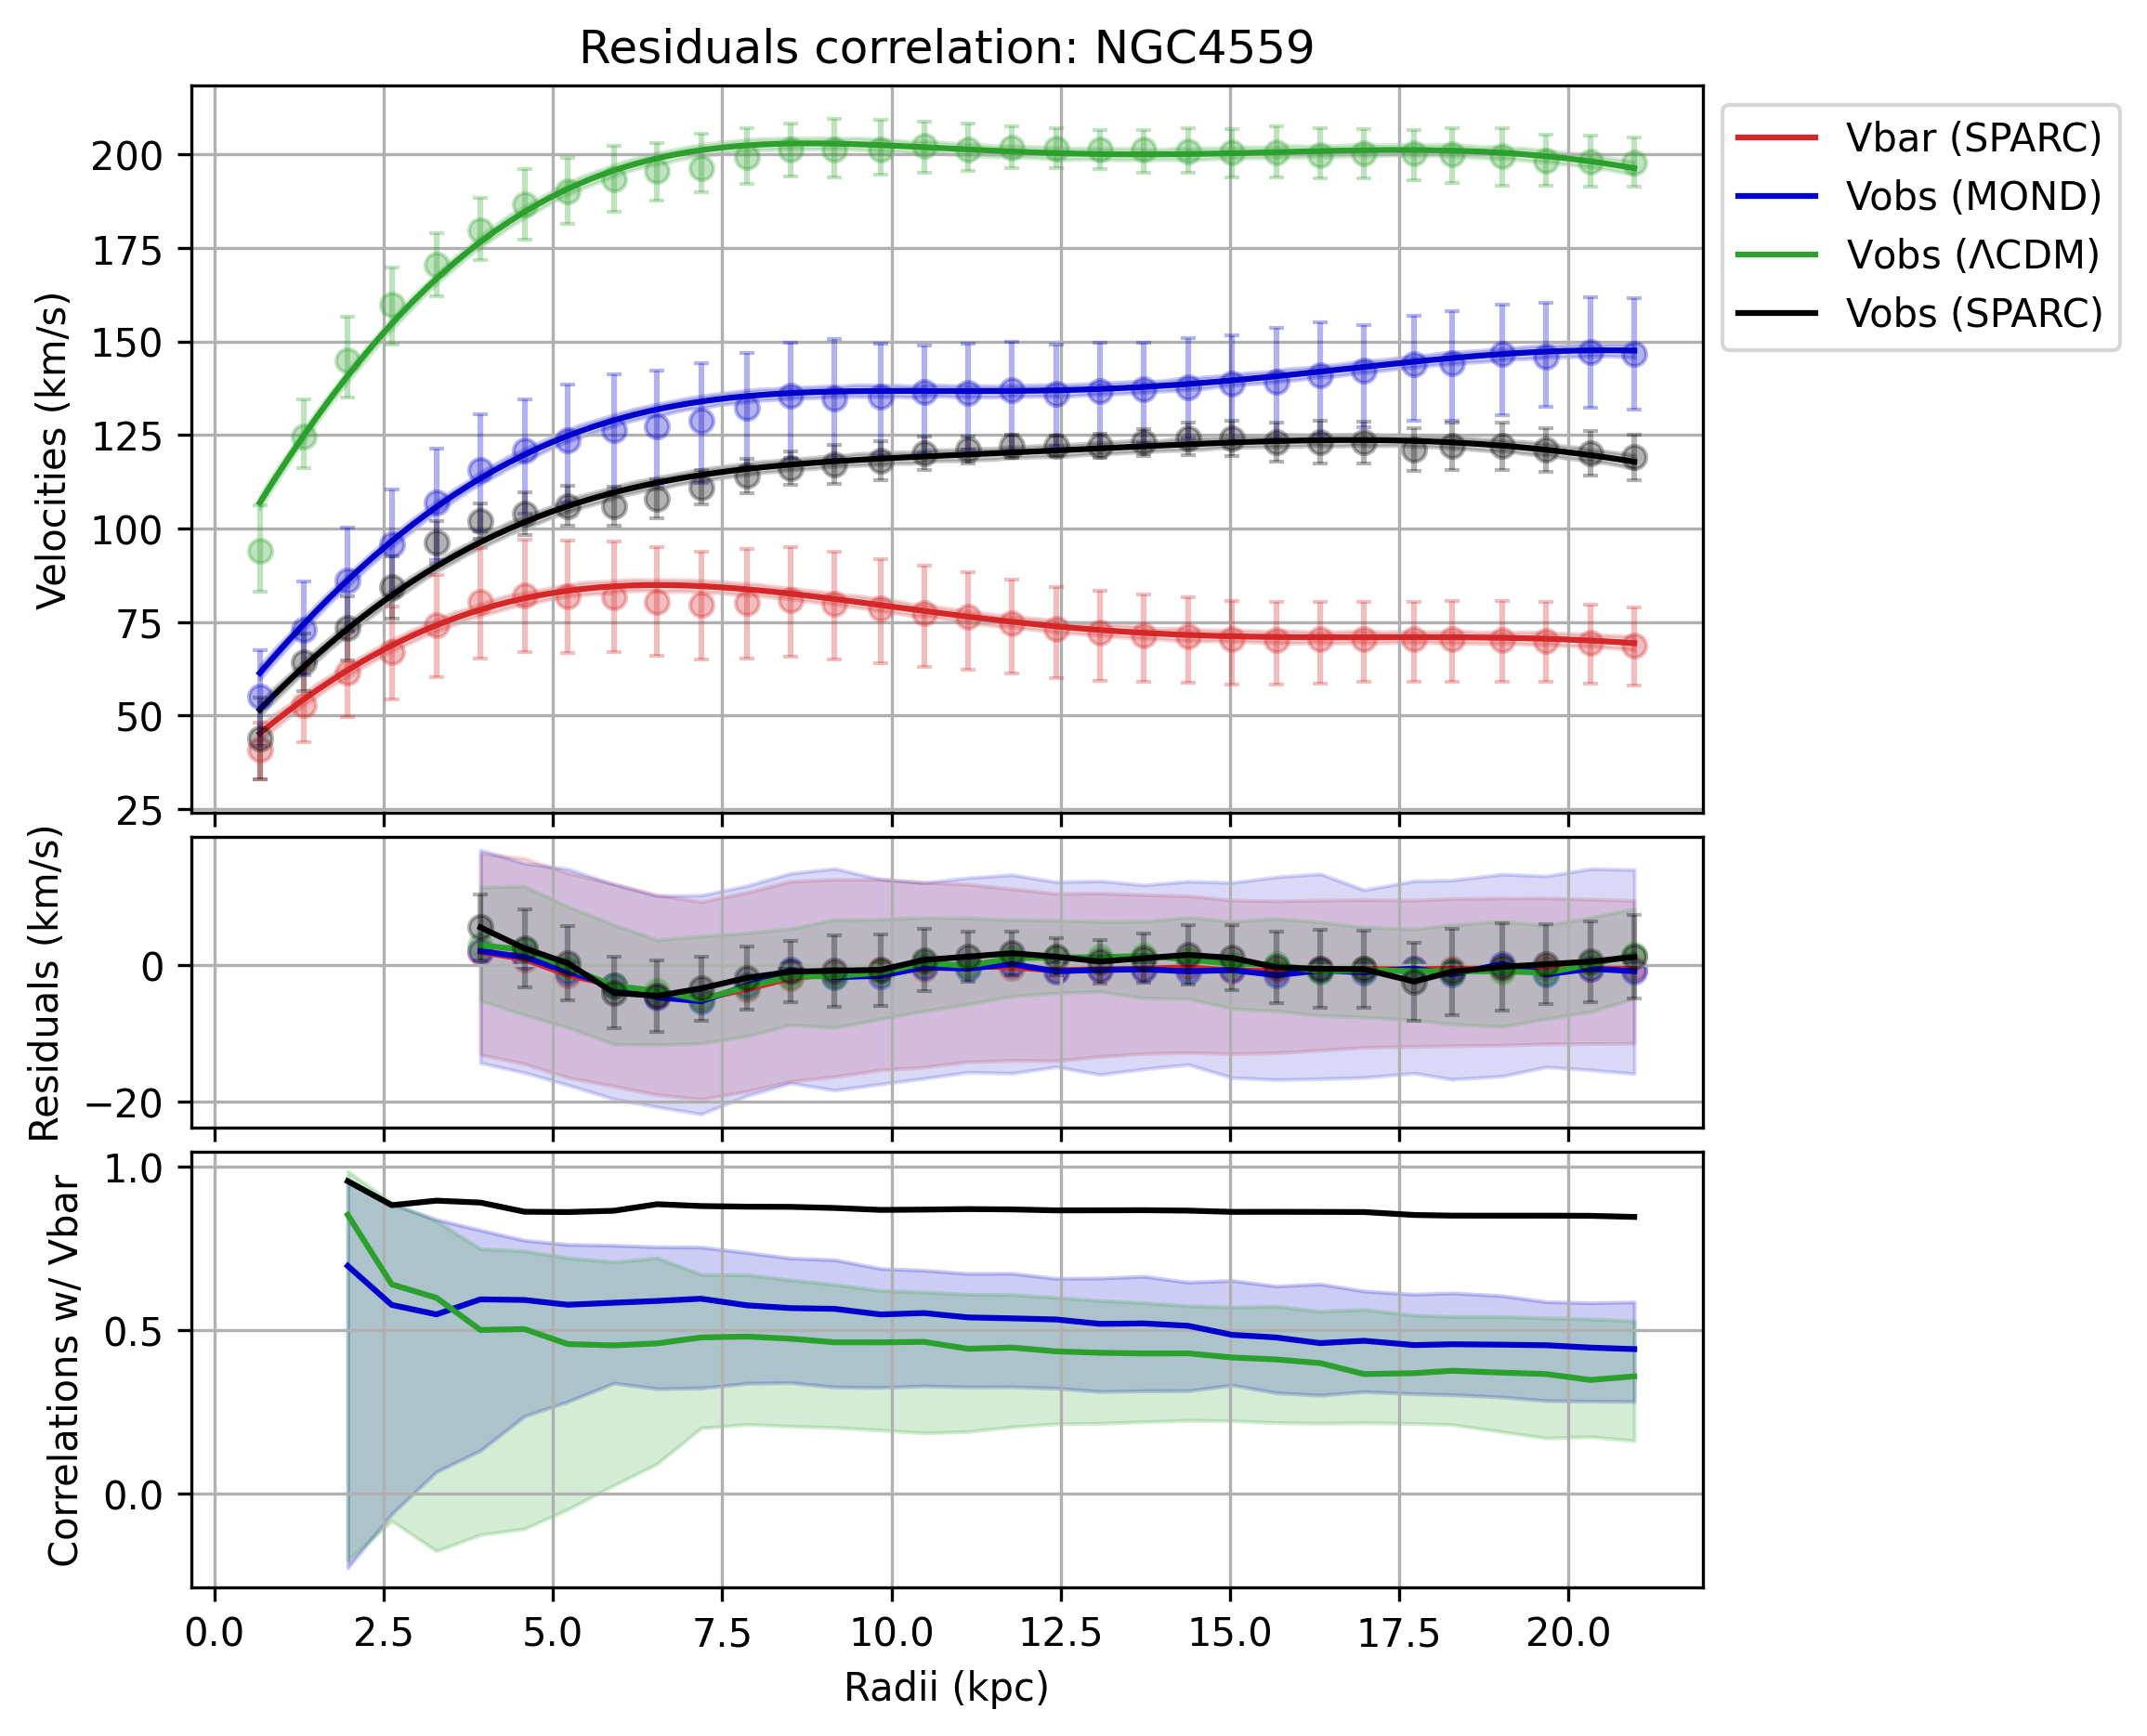 Residuals correlation: NGC4559
Vbar (SPARC)
Vobs (MOND)
Vobs (ΛCDM)
Vobs (SPARC)
Velocities (km/s)
200
175
150
125
100
75
50
25
Residuals (km/s)
0
−20
Correlations w/ Vbar
1.0
0.5
0.0
0.0 2.5 5.0 7.5 10.0 12.5 15.0 17.5 20.0
Radii (kpc)